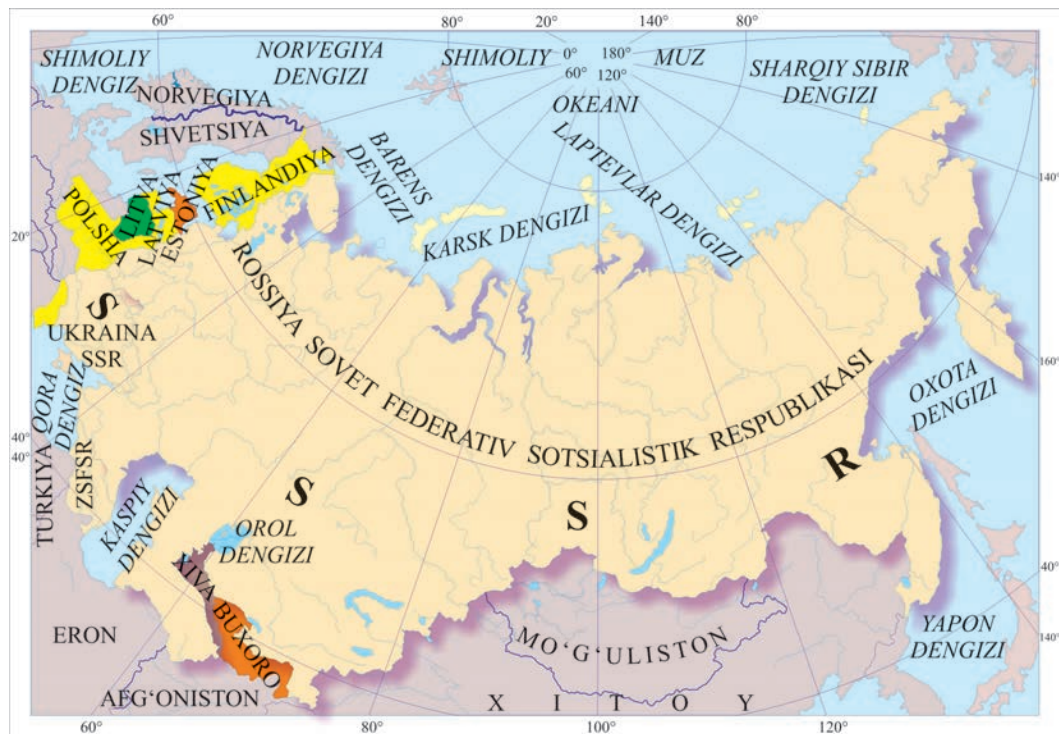 60° 80° 20° 140° 80°
SHIMOLIY
DENGIZ
NORVEGIYA
DENGIZI
SHIMOLIY MUZ
OKEANI
0° 180°
60° 120°
SHARQIY SIBIR
DENGIZI
NORVEGIYA
SHVETSIYA
FINLANDIYA
BARENS
DENGIZI
LAPTEVLAR DENGIZI
KARSK DENGIZI
140°
20°
POLSHA
LITVA
LATVIYA
ESTONIYA
S S S R
UKRAINA
SSR
ROSSIYA SOVET FEDERATIV SOTSIALISTIK RESPUBLIKASI
160°
OXOTA
DENGIZI
QORA
DENGIZ
40°
40°
TURKIYA
ZSFSR
KASPIY
DENGIZI
OROL
DENGIZI
XIVA
BUXORO
ERON
AFG‘ONISTON
MO‘G‘ULISTON
XITOY
YAPON
DENGIZI
40°
140°
60° 80° 100° 120°